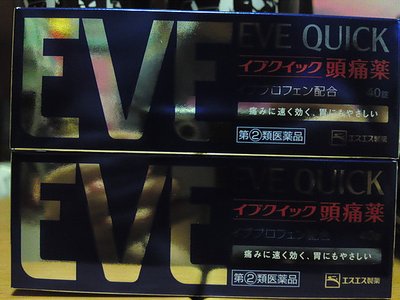 EVE
EVE QUICK
イブクイック 頭痛薬
イブプロフェン配合 40錠
痛みに速く効く、胃にもやさしい
指定第②類医薬品 エスエス製薬
EVE
EVE QUICK
イブクイック 頭痛薬
イブプロフェン配合
痛みに速く効く、胃にもやさしい
指定第②類医薬品 エスエス製薬